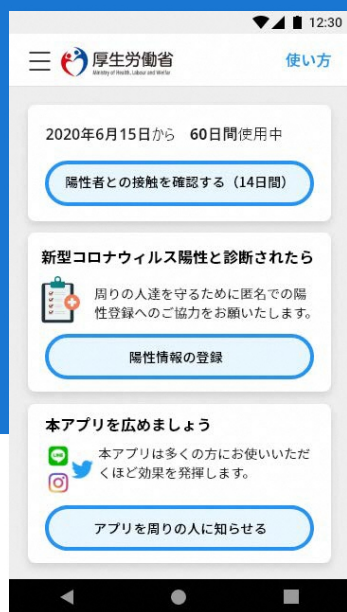 12:30
厚生労働省
Ministry of Health, Labour and Welfare
使い方
2020年6月15日から 60日間使用中
陽性者との接触を確認する（14日間）
新型コロナウィルス陽性と診断されたら
周りの人達を守るために匿名での陽
性登録へのご協力をお願いいたします。
陽性情報の登録
本アプリを広めましょう
LINE
本アプリは多くの方にお使いいただ
くほど効果を発揮します。
アプリを周りの人に知らせる